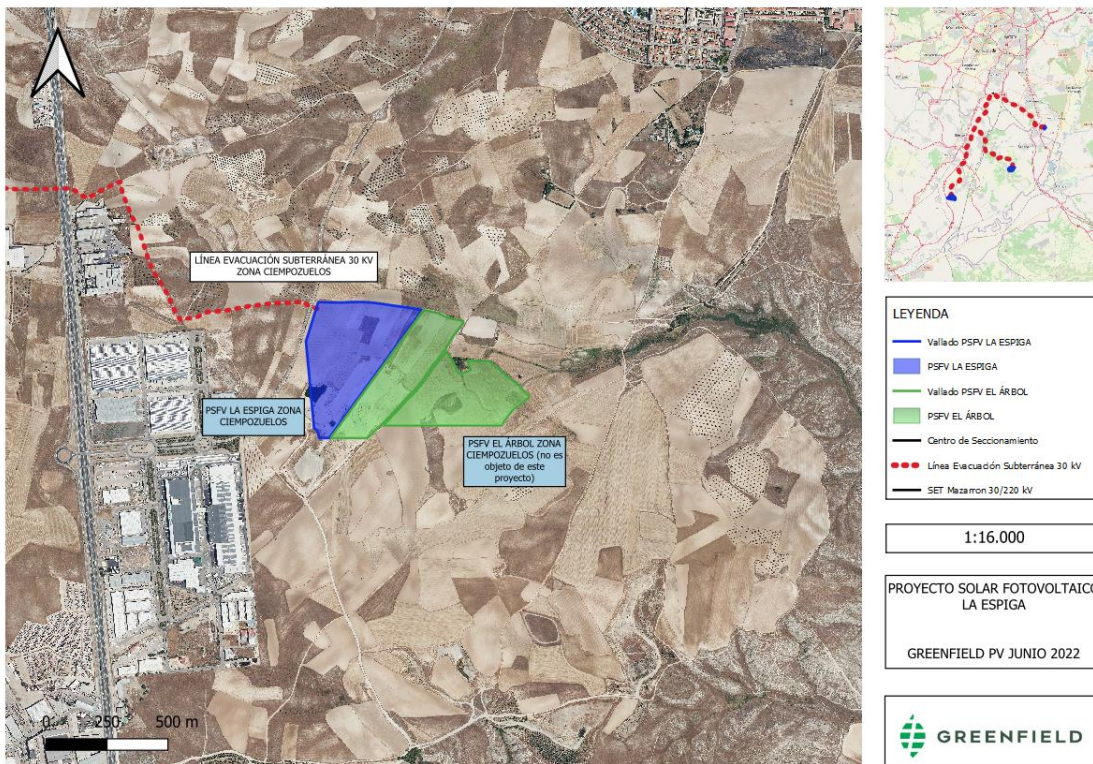 LÍNEA EVACUACIÓN SUBTERRÁNEA 30 KV
ZONA CIEMPOZUELOS
PSFV LA ESPIGA ZONA
CIEMPOZUELOS
PSFV EL ÁRBOL ZONA
CIEMPOZUELOS (no es
objeto de este
proyecto)
0 250 500 m
LEYENDA
Vallado PSFV LA ESPIGA
PSFV LA ESPIGA
Vallado PSFV EL ÁRBOL
PSFV EL ÁRBOL
Centro de Seccionamiento
Línea Evacuación Subterránea 30 kV
SET Mazarron 30/220 kV
1:16.000
PROYECTO SOLAR FOTOVOLTAICO
LA ESPIGA
GREENFIELD PV JUNIO 2022
GREENFIELD